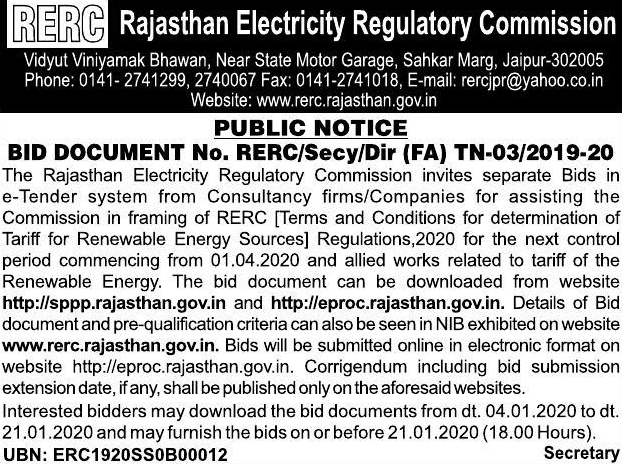 RERC Rajasthan Electricity Regulatory Commission
Vidyut Viniyamak Bhawan, Near State Motor Garage, Sahkar Marg, Jaipur-302005
Phone: 0141- 2741299, 2740067 Fax: 0141-2741018, E-mail: rercjpr@yahoo.co.in
Website: www.rerc.rajasthan.gov.in
PUBLIC NOTICE
BID DOCUMENT No. RERC/Secy/Dir (FA) TN-03/2019-20
The Rajasthan Electricity Regulatory Commission invites separate Bids in
e-Tender system from Consultancy firms/Companies for assisting the
Commission in framing of RERC [Terms and Conditions for determination of
Tariff for Renewable Energy Sources] Regulations,2020 for the next control
period commencing from 01.04.2020 and allied works related to tariff of the
Renewable Energy. The bid document can be downloaded from website
http://sppp.rajasthan.gov.in and http://eproc.rajasthan.gov.in. Details of Bid
document and pre-qualification criteria can also be seen in NIB exhibited on website
www.rerc.rajasthan.gov.in. Bids will be submitted online in electronic format on
website http://eproc.rajasthan.gov.in. Corrigendum including bid submission
extension date, if any, shall be published only on the aforesaid websites.
Interested bidders may download the bid documents from dt. 04.01.2020 to dt.
21.01.2020 and may furnish the bids on or before 21.01.2020 (18.00 Hours).
UBN: ERC1920SS0B00012 Secretary